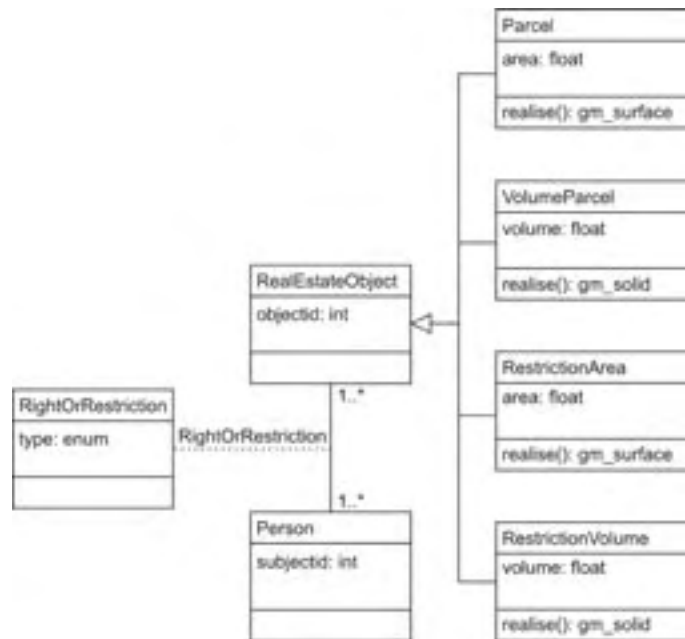 Parcel
area: float
realise(): gm_surface
VolumeParcel
volume: float
realise(): gm_solid
RealEstateObject
objectid: int
RestrictionArea
area: float
realise(): gm_surface
1..*
RightOrRestriction
type: enum
RightOrRestriction
1..*
Person
subjectid: int
RestrictionVolume
volume: float
realise(): gm_solid